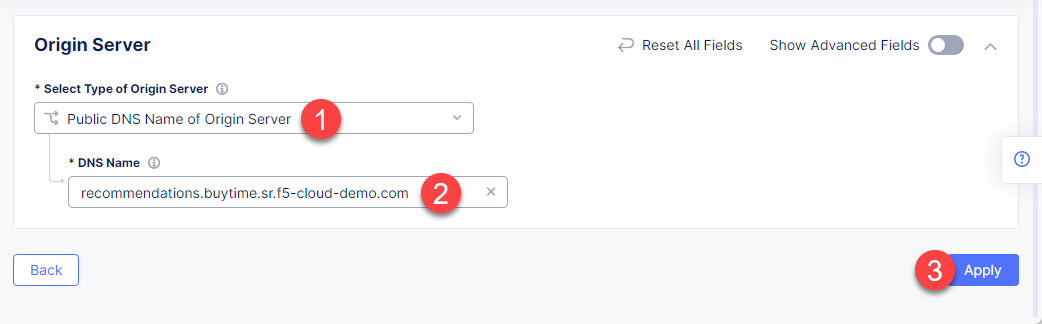 Origin Server
Reset All Fields
Show Advanced Fields
* Select Type of Origin Server
Public DNS Name of Origin Server
1
* DNS Name
recommendations.buytime.sr.f5-cloud-demo.com
2
Back
3
Apply